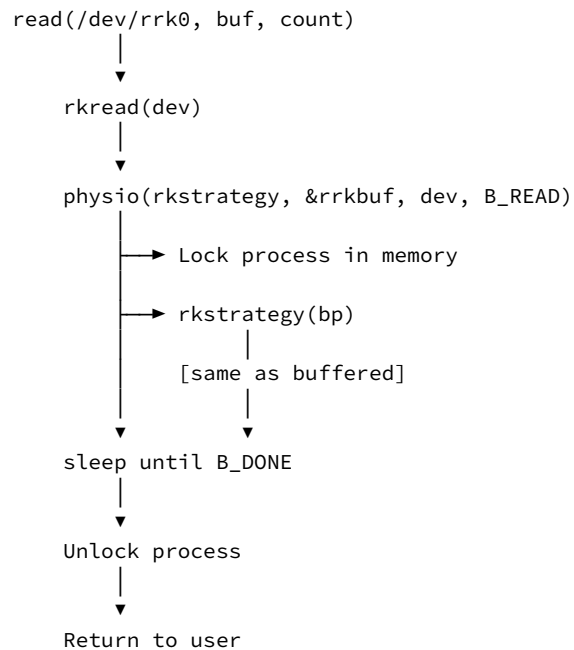 read(/dev/rrk0, buf, count)
rkread(dev)
physio(rkstrategy, &rrkbuf, dev, B_READ)
Lock process in memory
rkstrategy(bp)
[same as buffered]
sleep until B_DONE
Unlock process
Return to user